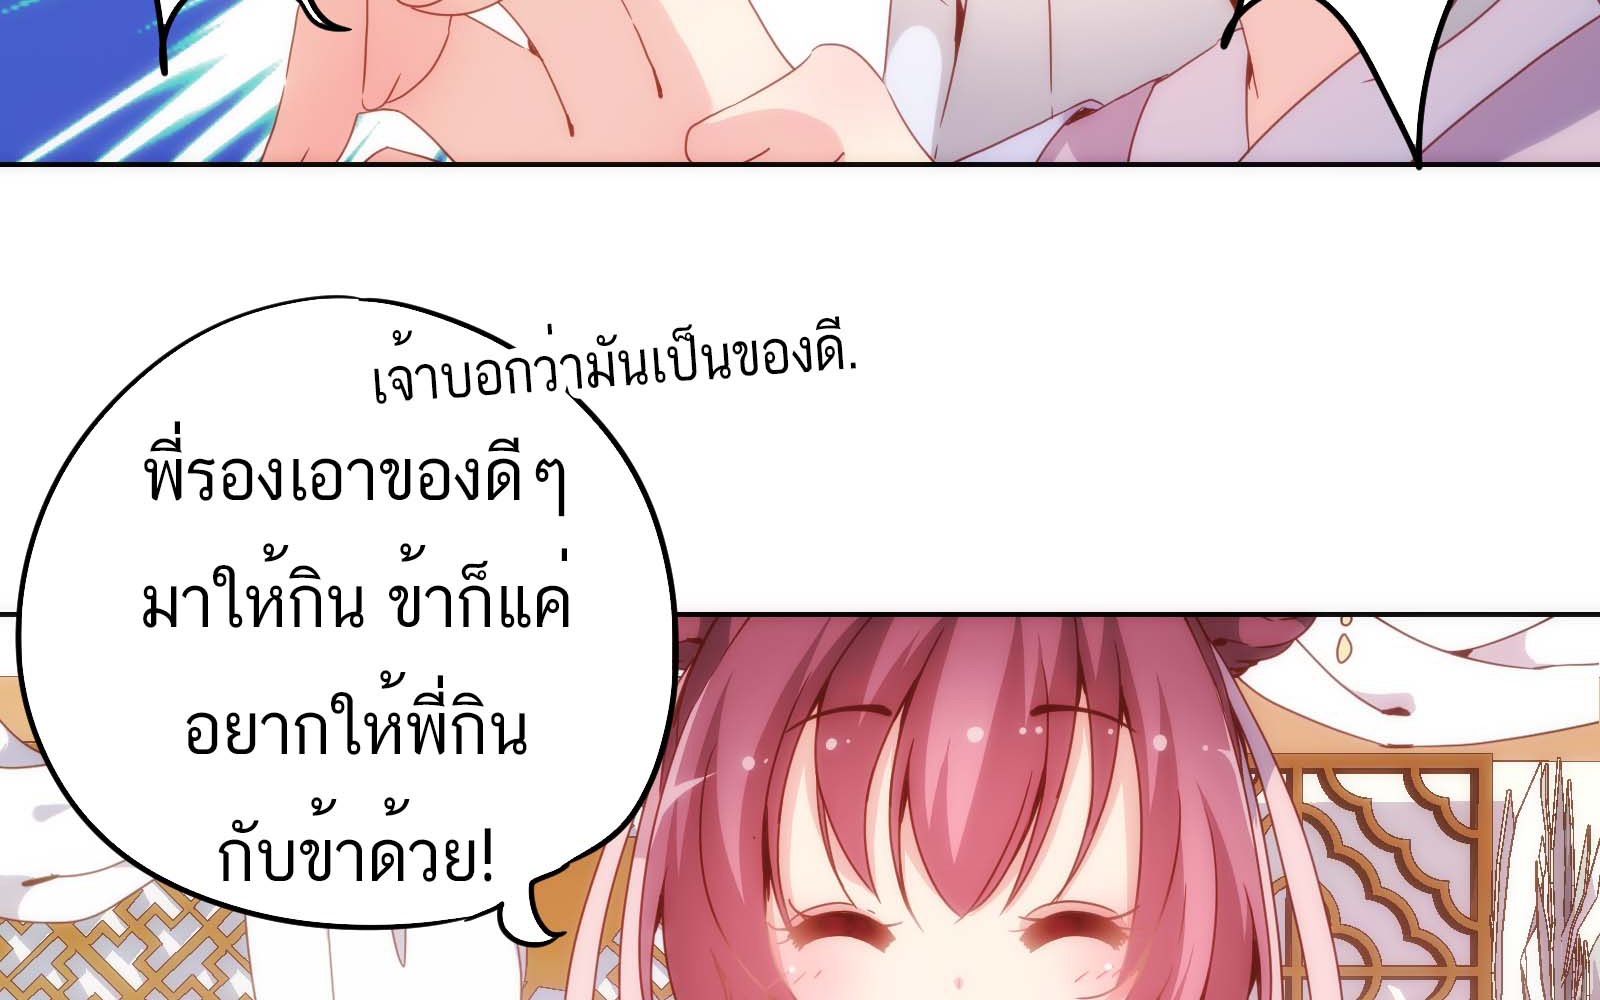 เจ้าบอกว่ามันเป็นของดี.
พี่รองเอาของดีๆ
มาให้กิน ข้าก็แค่
อยากให้พี่กิน
กับข้าด้วย!